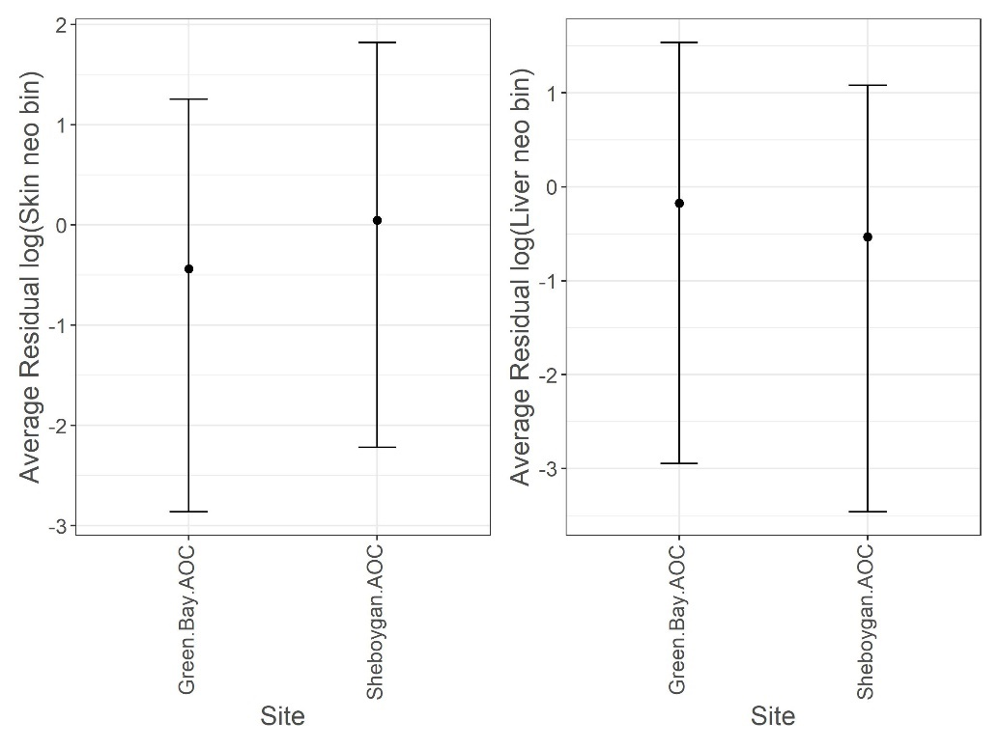 Average Residual log(Skin neo bin)
2
1
0
-1
-2
-3
Green.Bay.AOC
Sheboygan.AOC
Site
Average Residual log(Liver neo bin)
1
0
-1
-2
-3
Green.Bay.AOC
Sheboygan.AOC
Site